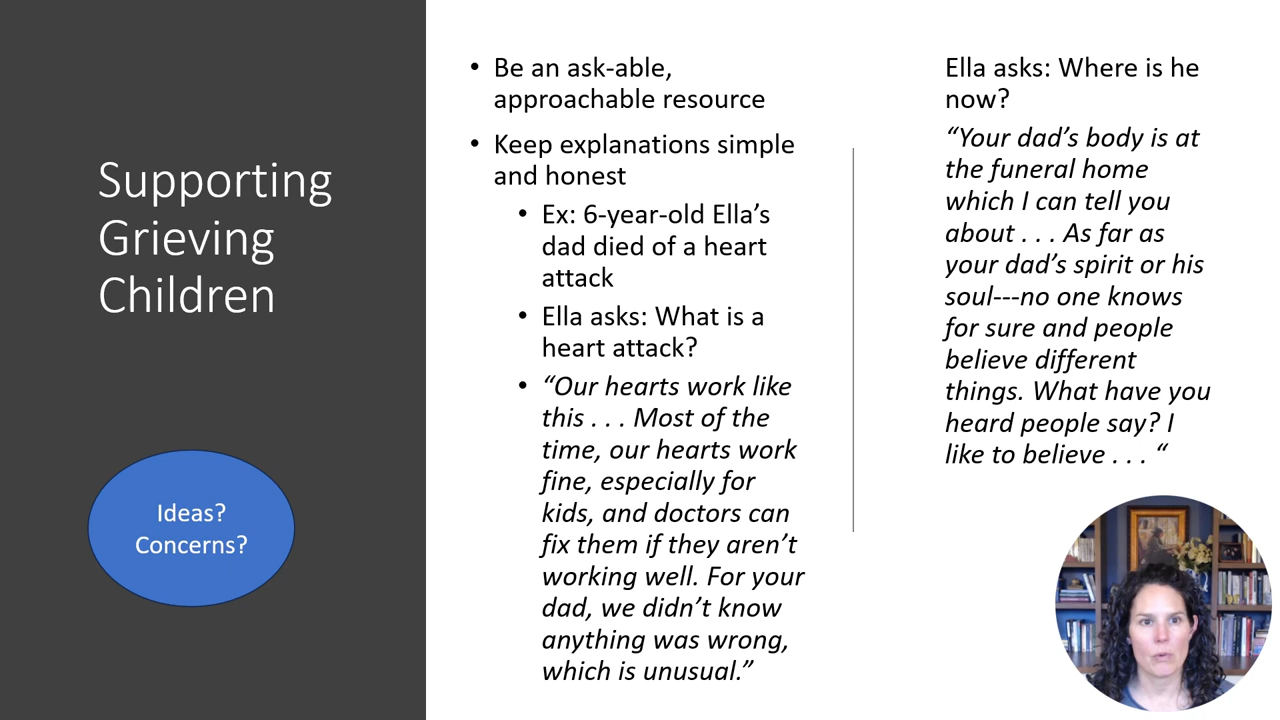 Supporting
Grieving
Children
Ideas?
Concerns?
• Be an ask-able,
approachable resource
• Keep explanations simple
and honest
• Ex: 6-year-old Ella’s
dad died of a heart
attack
• Ella asks: What is a
heart attack?
• “Our hearts work like
this . . . Most of the
time, our hearts work
fine, especially for
kids, and doctors can
fix them if they aren’t
working well. For your
dad, we didn’t know
anything was wrong,
which is unusual.”
Ella asks: Where is he
now?
“Your dad’s body is at
the funeral home
which I can tell you
about . . . As far as
your dad’s spirit or his
soul---no one knows
for sure and people
believe different
things. What have you
heard people say? I
like to believe . . . “